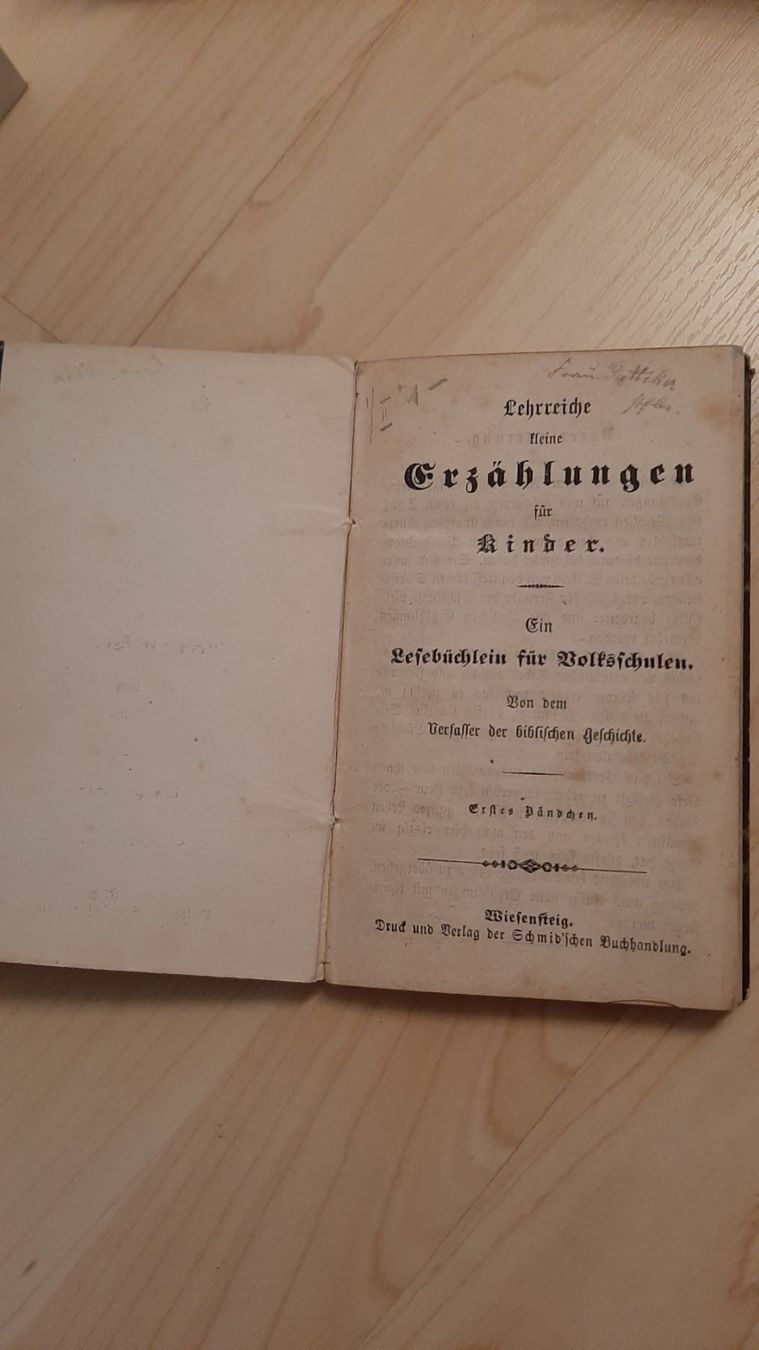 Frau
Lehrreiche
kleine
Erzählungen
für
Kinder.
Ein
Lesebüchlein für Volksschulen.
Von dem
Verfasser der biblischen Geschichte.
Erstes Bändchen.
Wiesensteig.
Druck und Verlag der Schmid'schen Buchhandlung.